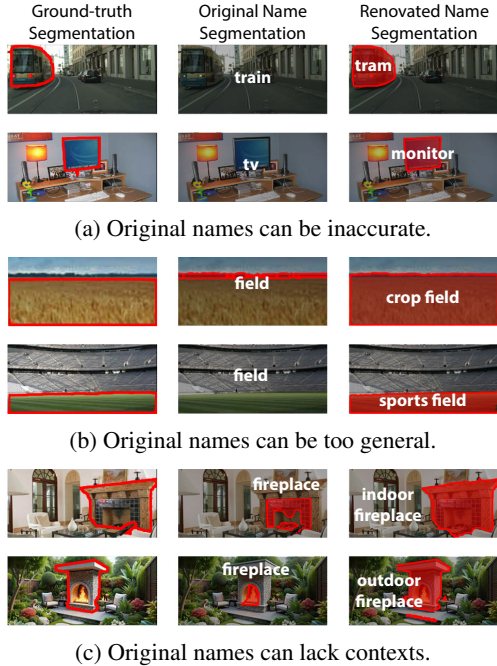 Ground-truth Segmentation
Original Name Segmentation
Renovated Name Segmentation
train
tram
tv
monitor
(a) Original names can be inaccurate.
field
crop field
field
sports field
(b) Original names can be too general.
fireplace
indoor fireplace
fireplace
outdoor fireplace
(c) Original names can lack contexts.